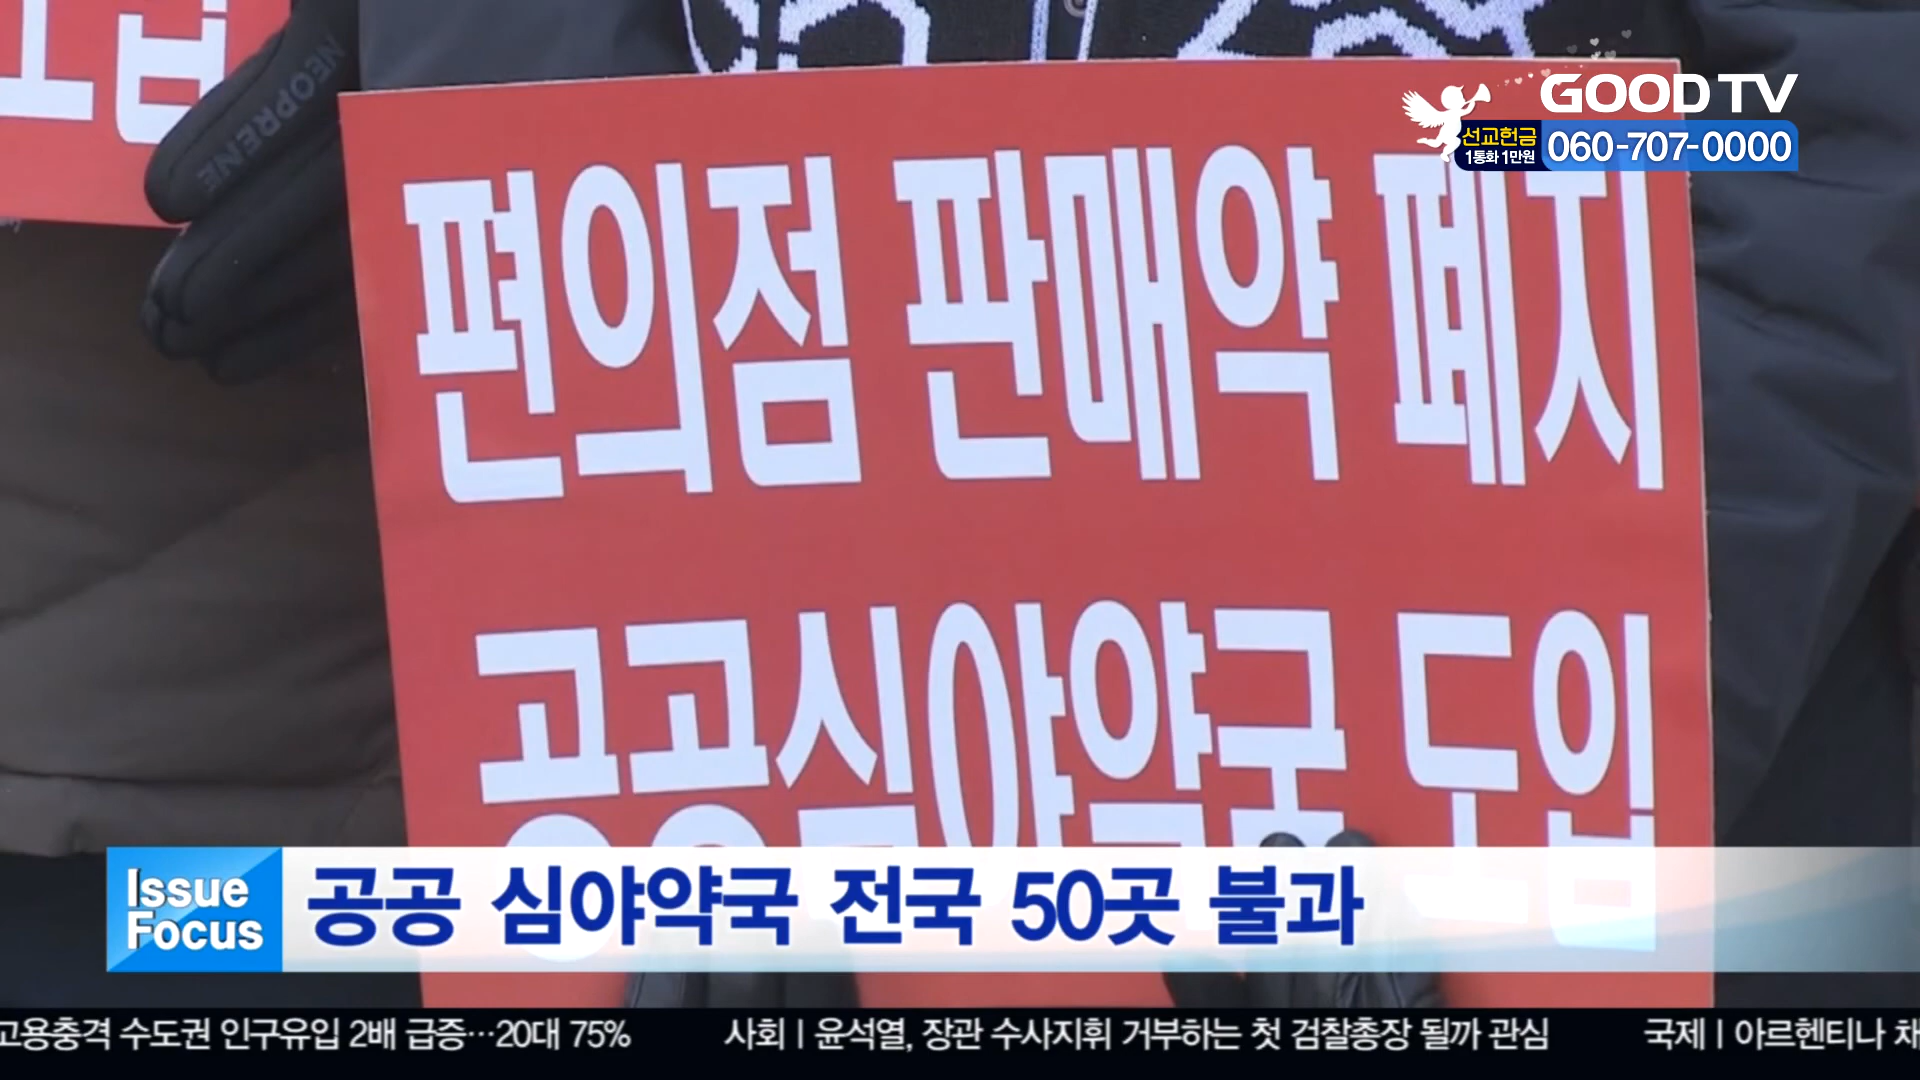 도입
NEOPRENE
GOOD TV
선교헌금
1통화 1만원
060-707-0000
편의점 판매약 폐지
공공심야약국 도입
Issue
Focus
공공 심야약국 전국 50곳 불과
고용충격 수도권 인구유입 2배 급증…20대 75%
사회 | 윤석열, 장관 수사지휘 거부하는 첫 검찰총장 될까 관심
국제 | 아르헨티나 채